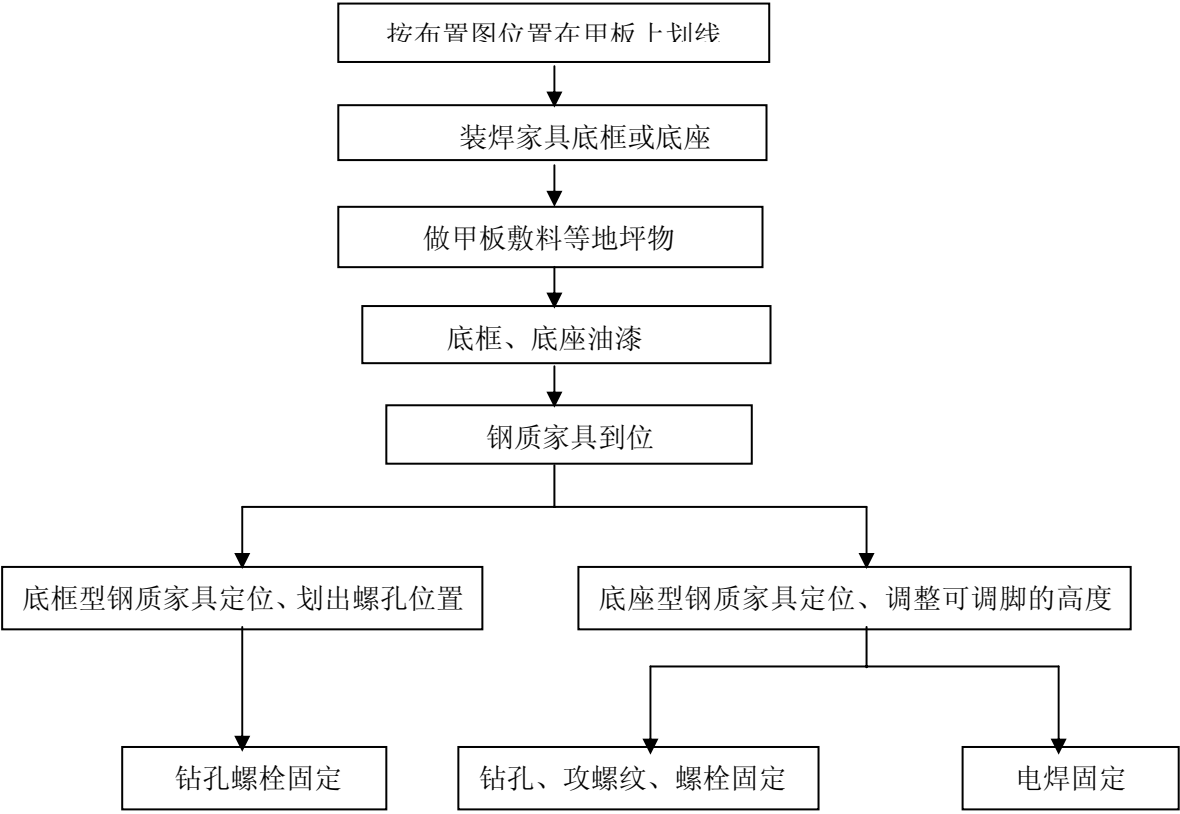 按布置图位置在甲板上划线
装焊家具底框或底座
做甲板敷料等地坪物
底框、底座油漆
钢质家具到位
底框型钢质家具定位、划出螺孔位置
底座型钢质家具定位、调整可调脚的高度
钻孔螺栓固定
钻孔、攻螺纹、螺栓固定
电焊固定